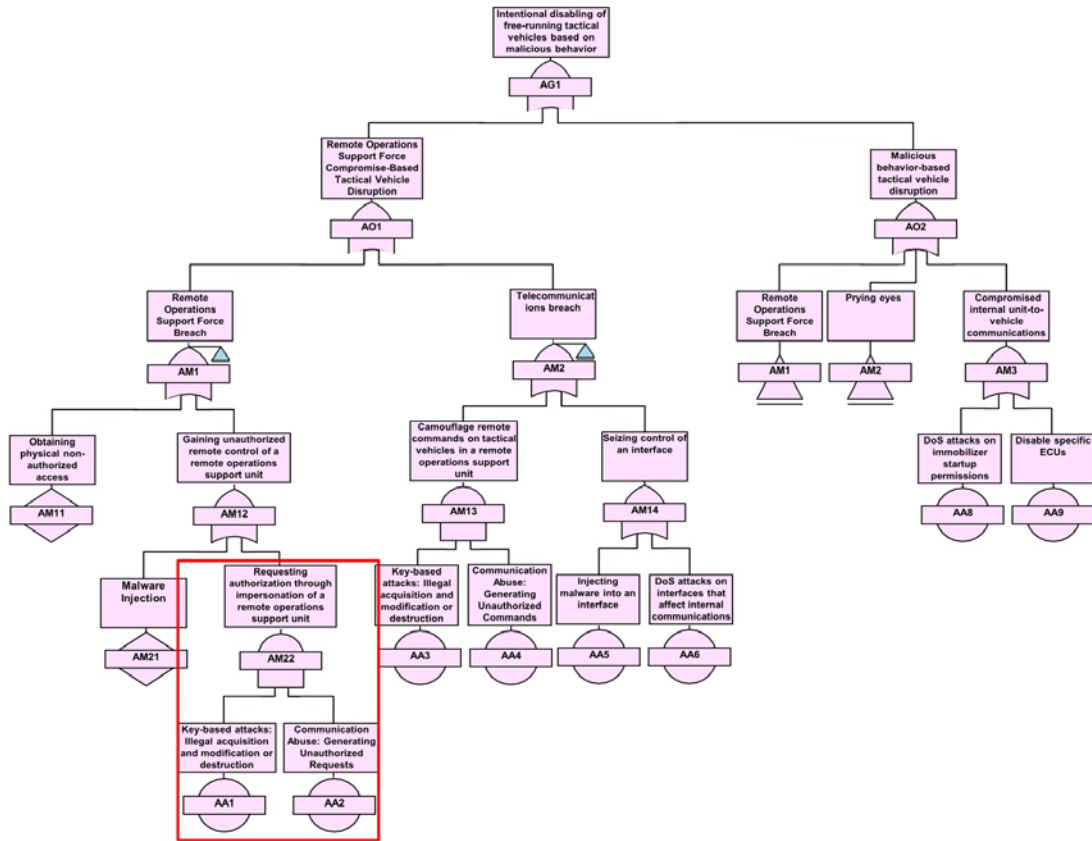 Intentional disabling of
free-running tactical
vehicles based on
malicious behavior
AG1
Remote Operations
Support Force
Compromise-Based
Tactical Vehicle
Disruption
AO1
Malicious
behavior-based
tactical vehicle
disruption
AO2
Remote
Operations
Support Force
Breach
AM1
Telecommunicat
ions breach
AM2
Remote
Operations
Support Force
Breach
AM1
Prying eyes
AM2
Compromised
internal unit-to-
vehicle
communications
AM3
Obtaining
physical non-
authorized
access
AM11
Gaining unauthorized
remote control of a
remote operations
support unit
AM12
Camouflage remote
commands on tactical
vehicles in a remote
operations support
unit
AM13
Seizing control of
an interface
AM14
DoS attacks on
immobilizer
startup
permissions
AA8
Disable specific
ECUs
AA9
Malware
Injection
AM21
Requesting
authorization through
impersonation of a
remote operations
support unit
AM22
Key-based
attacks: Illegal
acquisition and
modification or
destruction
AA3
Communication
Abuse:
Generating
Unauthorized
Commands
AA4
Injecting
malware into an
interface
AA5
DoS attacks on
interfaces that
affect internal
communications
AA6
Key-based attacks:
Illegal acquisition
and modification or
destruction
AA1
Communication
Abuse: Generating
Unauthorized
Requests
AA2